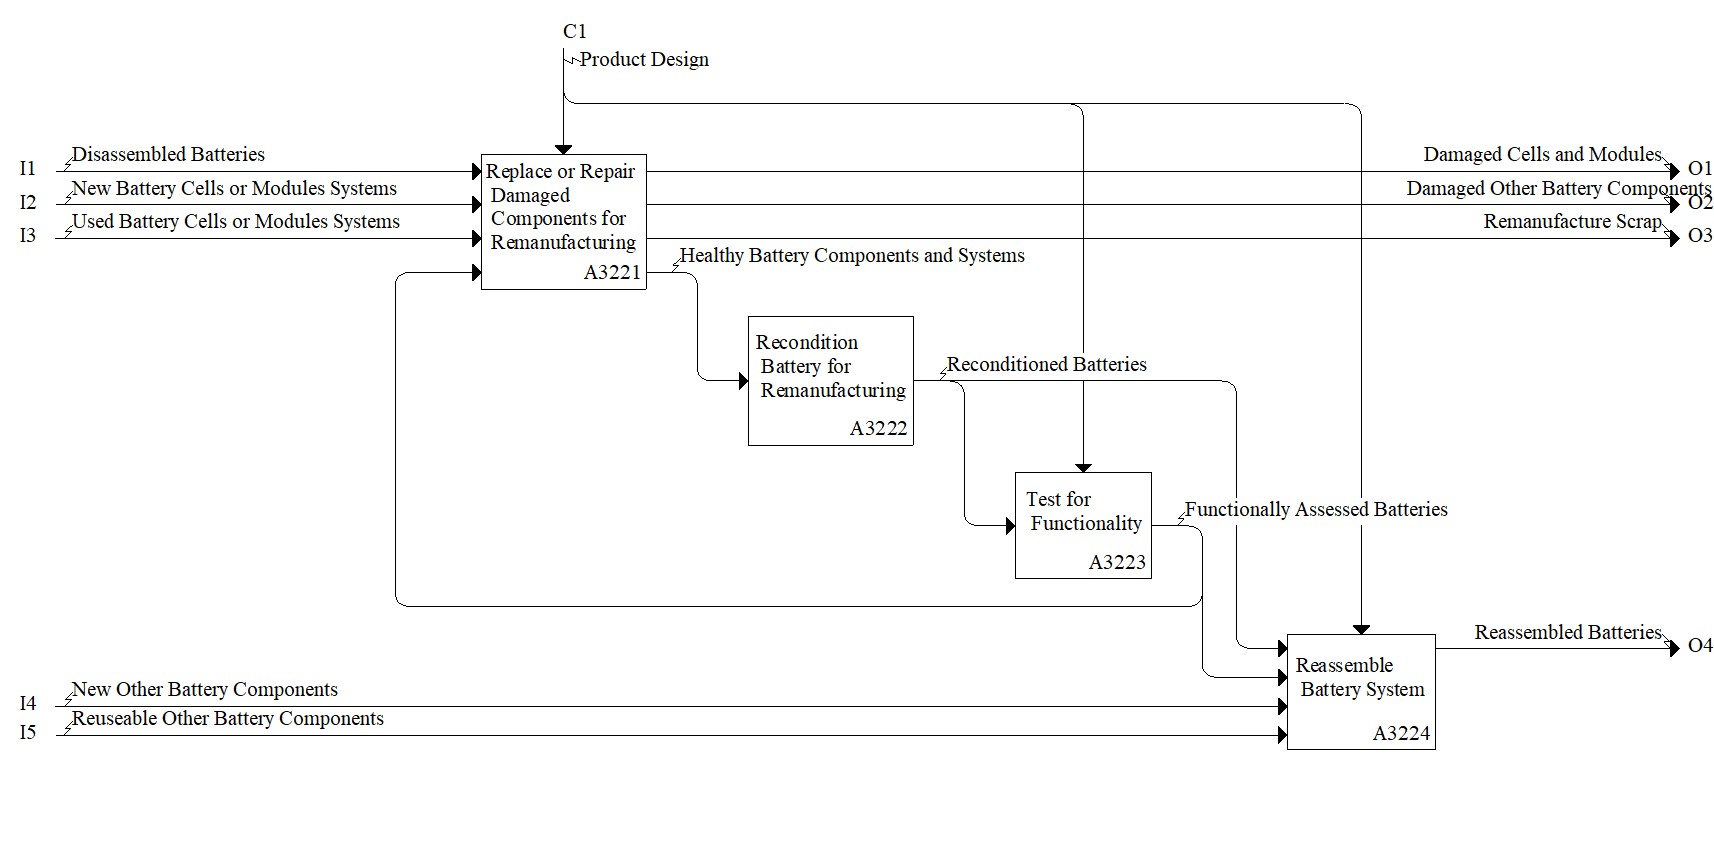 C1
Product Design
I1
Disassembled Batteries
I2
New Battery Cells or Modules Systems
I3
Used Battery Cells or Modules Systems
Replace or Repair
Damaged
Components for
Remanufacturing
A3221
Damaged Cells and Modules
O1
Damaged Other Battery Components
O2
Remanufacture Scrap
O3
Healthy Battery Components and Systems
Recondition
Battery for
Remanufacturing
A3222
Reconditioned Batteries
Test for
Functionality
A3223
Functionally Assessed Batteries
Reassembled Batteries
O4
Reassemble
Battery System
A3224
I4
New Other Battery Components
I5
Reuseable Other Battery Components